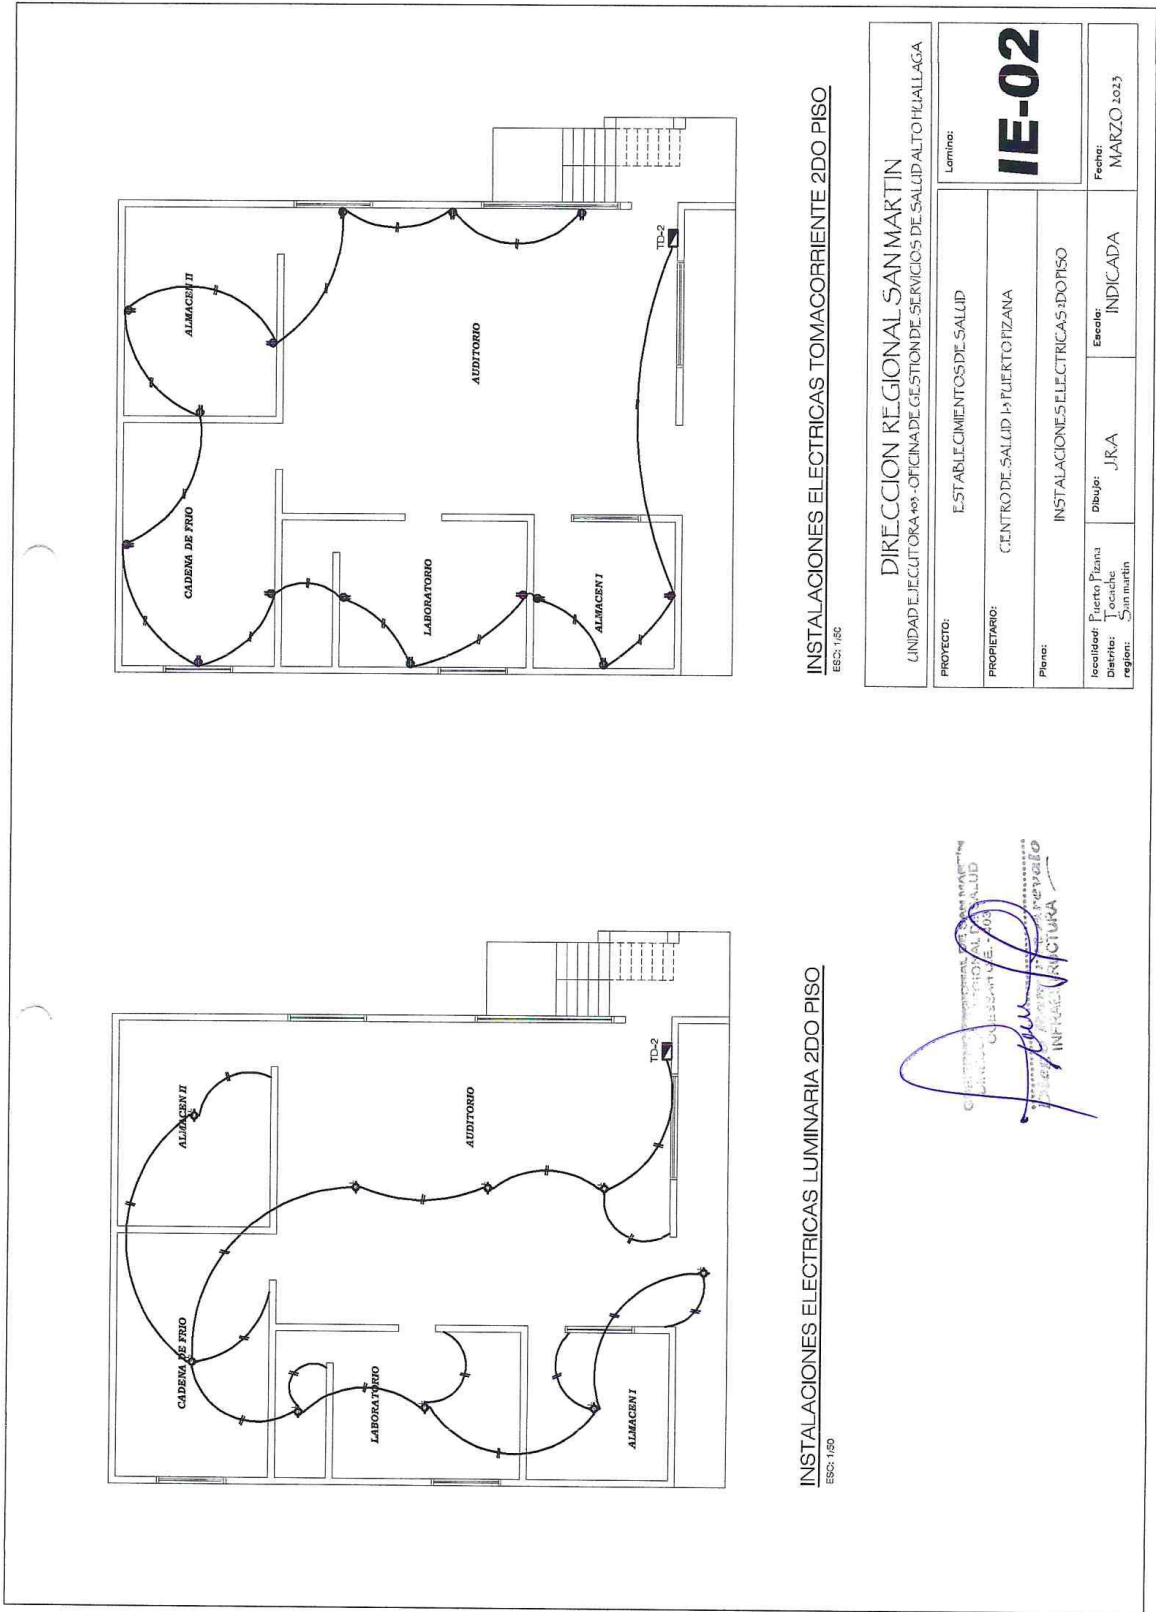 ALMACEN II
CADENA DE FRIO
AUDITORIO
LABORATORIO
ALMACEN I
TD-2
INSTALACIONES ELECTRICAS LUMINARIA 2DO PISO
ESC: 1/50
ALMACEN II
CADENA DE FRIO
AUDITORIO
LABORATORIO
ALMACEN I
TD-2
INSTALACIONES ELECTRICAS TOMACORRIENTE 2DO PISO
ESC: 1/50
INFRAESTRUCTURA
DIRECCION REGIONAL SAN MARTIN
UNIDAD EJECUTORA 403 - OFICINA DE GESTION DE SERVICIOS DE SALUD ALTO HUALLAGA
PROYECTO:
ESTABLECIMIENTOS DE SALUD
PROPIETARIO:
CENTRO DE SALUD I-3 PUERTO PIZANA
Plano:
INSTALACIONES ELECTRICAS 2DO PISO
Lamina:
IE-02
localidad: Puerto Pizana
Distrito: Tocache
region: San martin
Dibujo: J.R.A
Escala: INDICADA
Fecha: MARZO 2023